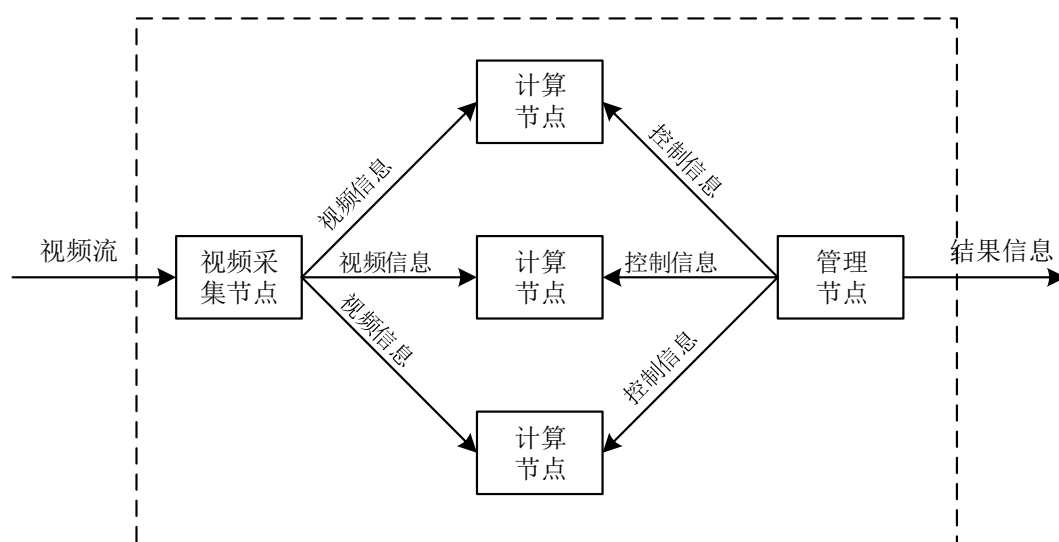 计算
节点
视频信息
控制信息
视频流
视频采
集节点
视频信息
计算
节点
控制信息
管理
节点
结果信息
视频信息
控制信息
计算
节点